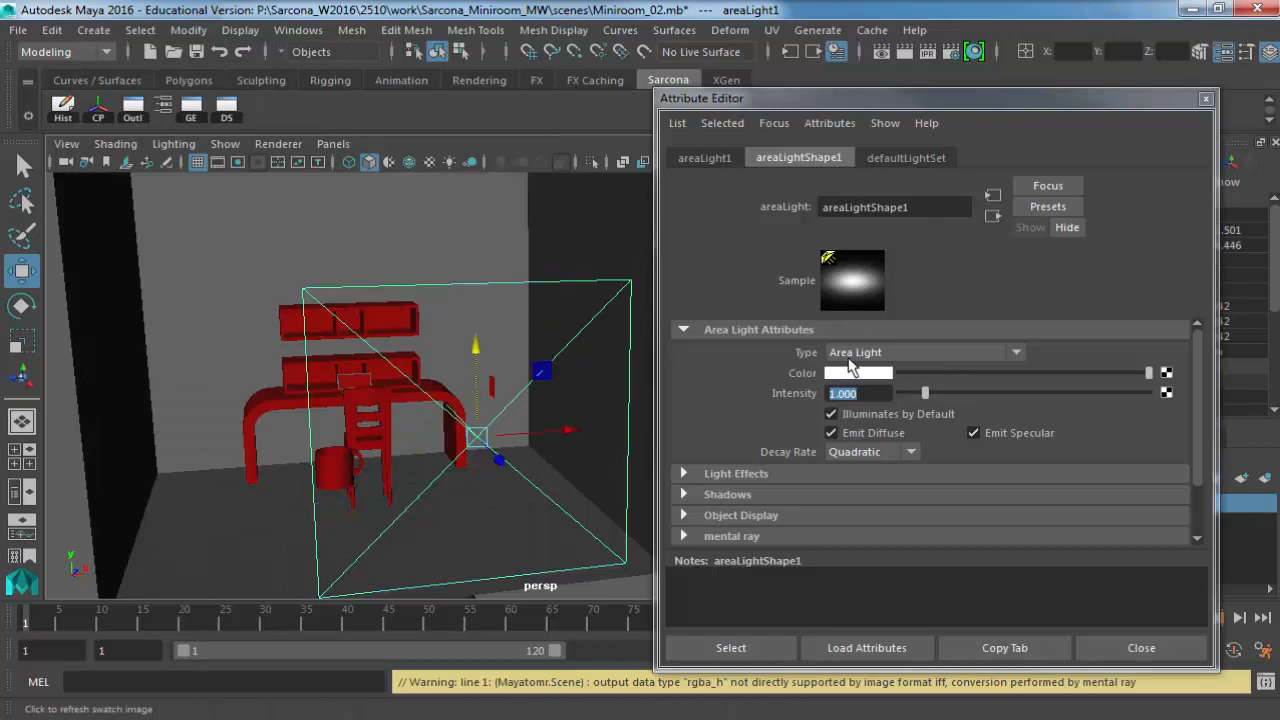 Autodesk Maya 2016 - Educational Version: P:\Sarcona_W2016\2510\work\Sarcona_Miniroom_MW\scenes\Miniroom_02.mb* --- areaLight1
File Edit Create Select Modify Display Windows Mesh Edit Mesh Mesh Tools Mesh Display Curves Surfaces Deform UV Generate Cache Help
Modeling Objects No Live Surface X: Y: Z:
Curves / Surfaces Polygons Sculpting Rigging Animation Rendering FX FX Caching Sarcona XGen
Hist CP Outl GE DS
Attribute Editor
List Selected Focus Attributes Show Help
View Shading Lighting Show Renderer Panels
areaLight1 areaLightShape1 defaultLightSet
Focus
areaLight: areaLightShape1 Presets
Show Hide
Sample
Area Light Attributes
Type Area Light
Color
Intensity 1.000
Illuminates by Default
Emit Diffuse Emit Specular
Decay Rate Quadratic
Light Effects
Shadows
Object Display
mental ray
Notes: areaLightShape1
.501
.446
y
x
persp
5 10 15 20 25 30 35 40 45 50 55 60 65 70 75
1
1 1 1 120
Select Load Attributes Copy Tab Close
MEL // Warning: line 1: (Mayatomr.Scene) : output data type "rgba_h" not directly supported by image format iff, conversion performed by mental ray
Click to refresh swatch image